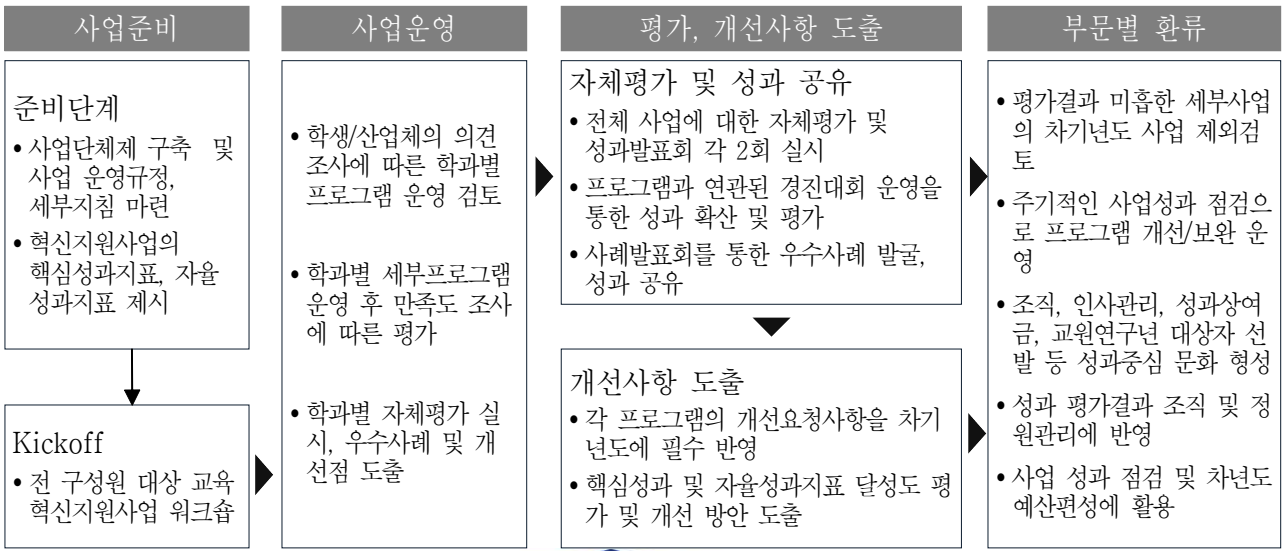 사업준비
준비단계
• 사업단체제 구축 및
사업 운영규정,
세부지침 마련
• 혁신지원사업의
핵심성과지표, 자율
성과지표 제시
Kickoff
• 전 구성원 대상 교육
혁신지원사업 워크숍
사업운영
• 학생/산업체의 의견
조사에 따른 학과별
프로그램 운영 검토
• 학과별 세부프로그램
운영 후 만족도 조사
에 따른 평가
• 학과별 자체평가 실
시, 우수사례 및 개
선점 도출
평가, 개선사항 도출
자체평가 및 성과 공유
• 전체 사업에 대한 자체평가 및
성과발표회 각 2회 실시
• 프로그램과 연관된 경진대회 운영을
통한 성과 확산 및 평가
• 사례발표회를 통한 우수사례 발굴,
성과 공유
개선사항 도출
• 각 프로그램의 개선요청사항을 차기
년도에 필수 반영
• 핵심성과 및 자율성과지표 달성도 평
가 및 개선 방안 도출
부문별 환류
• 평가결과 미흡한 세부사업
의 차기년도 사업 제외검
토
• 주기적인 사업성과 점검으
로 프로그램 개선/보완 운
영
• 조직, 인사관리, 성과상여
금, 교원연구년 대상자 선
발 등 성과중심 문화 형성
• 성과 평가결과 조직 및 정
원관리에 반영
• 사업 성과 점검 및 차년도
예산편성에 활용